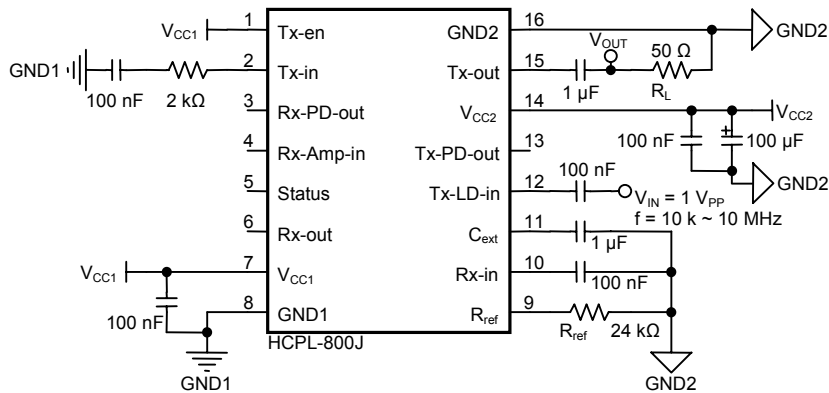 V_CC1
1
Tx-en
GND1
100 nF
2 kΩ
2
Tx-in
3
Rx-PD-out
4
Rx-Amp-in
5
Status
6
Rx-out
V_CC1
7
V_CC1
100 nF
8
GND1
GND1
HCPL-800J
GND2
16
GND2
Tx-out
15
1 µF
V_OUT
50 Ω
R_L
V_CC2
14
V_CC2
100 nF
+
100 µF
GND2
Tx-PD-out
13
Tx-LD-in
12
100 nF
V_IN = 1 V_PP
f = 10 k ~ 10 MHz
C_ext
11
1 µF
Rx-in
10
100 nF
R_ref
9
R_ref
24 kΩ
GND2